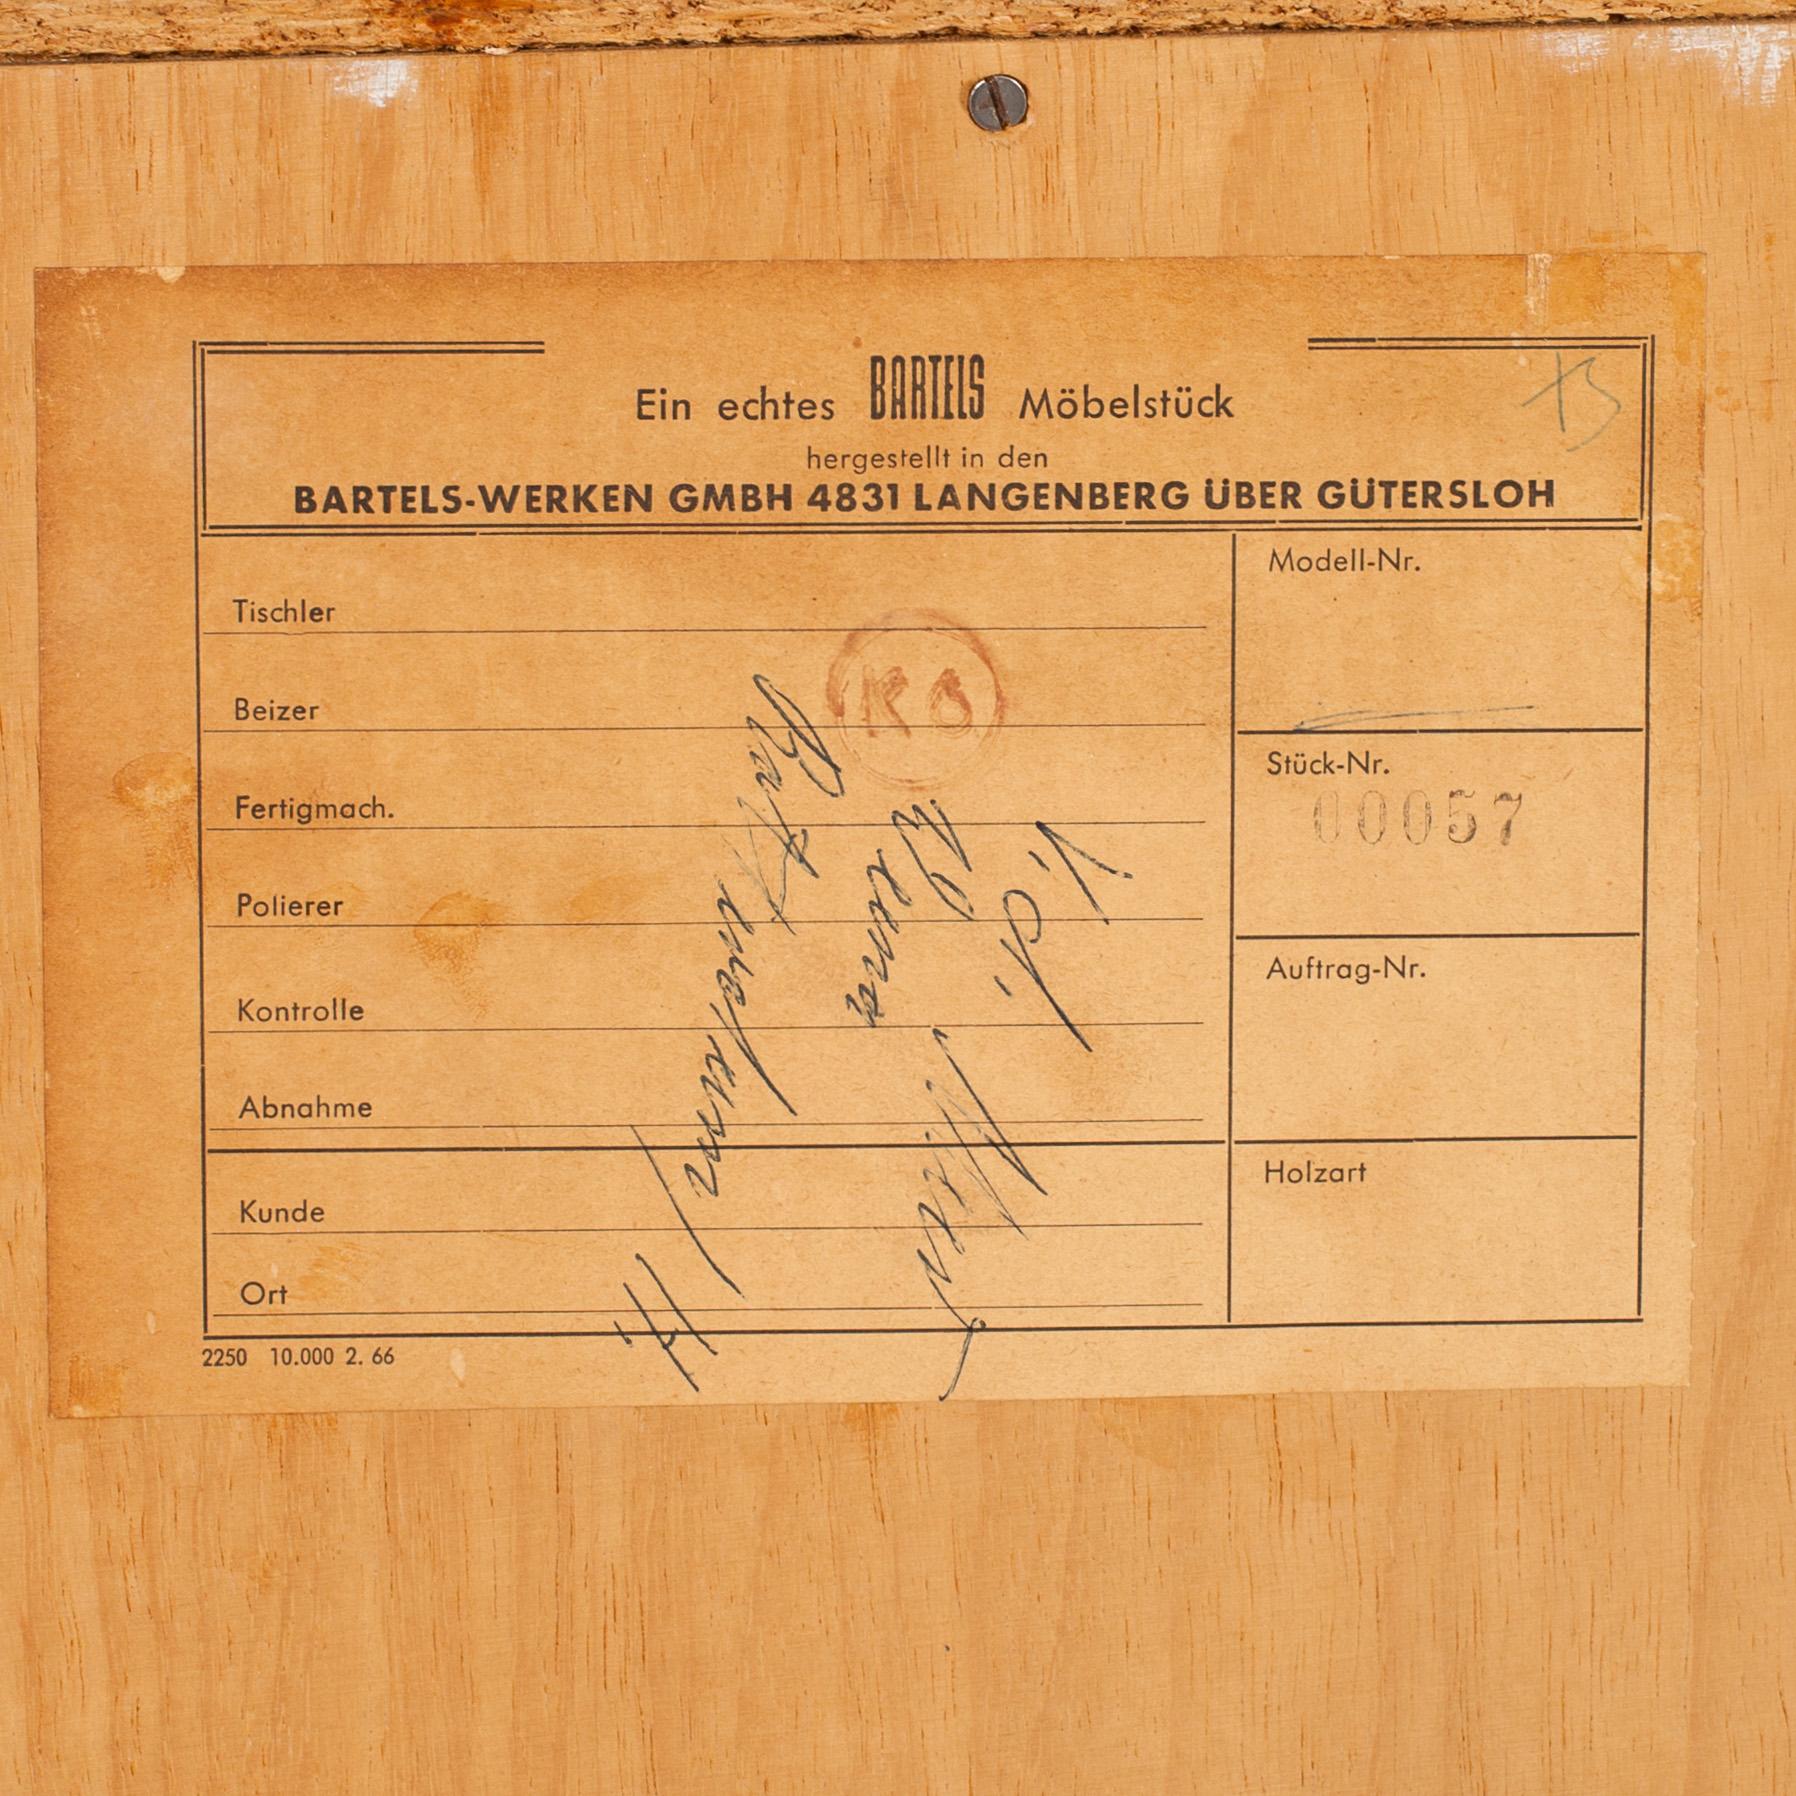 Ein echtes BARTELS Möbelstück
hergestellt in den
BARTELS-WERKEN GMBH 4831 LANGENBERG ÜBER GÜTERSLOH
Tischler
Beizer
Fertigmach.
Polierer
Kontrolle
Abnahme
Kunde
Ort
Modell-Nr.
Stück-Nr.
00057
Auftrag-Nr.
Holzart
2250 10.000 2. 66